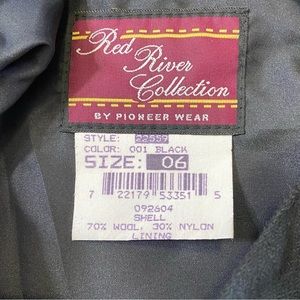 Red
River
Collection
BY PIONEER WEAR
STYLE: 22559
COLOR: 001 BLACK
SIZE: 06
7 22179 53351 5
092604
SHELL
70% WOOL, 30% NYLON
LINING